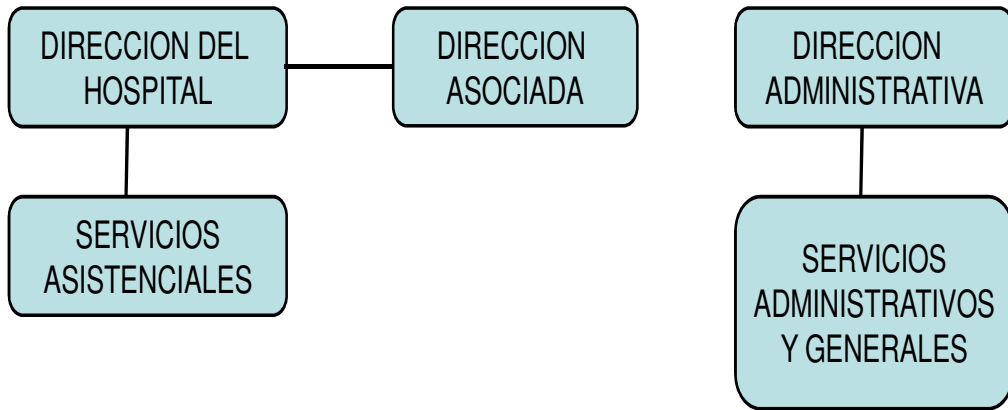 DIRECCION DEL
HOSPITAL
DIRECCION
ASOCIADA
DIRECCION
ADMINISTRATIVA
SERVICIOS
ASISTENCIALES
SERVICIOS
ADMINISTRATIVOS
Y GENERALES